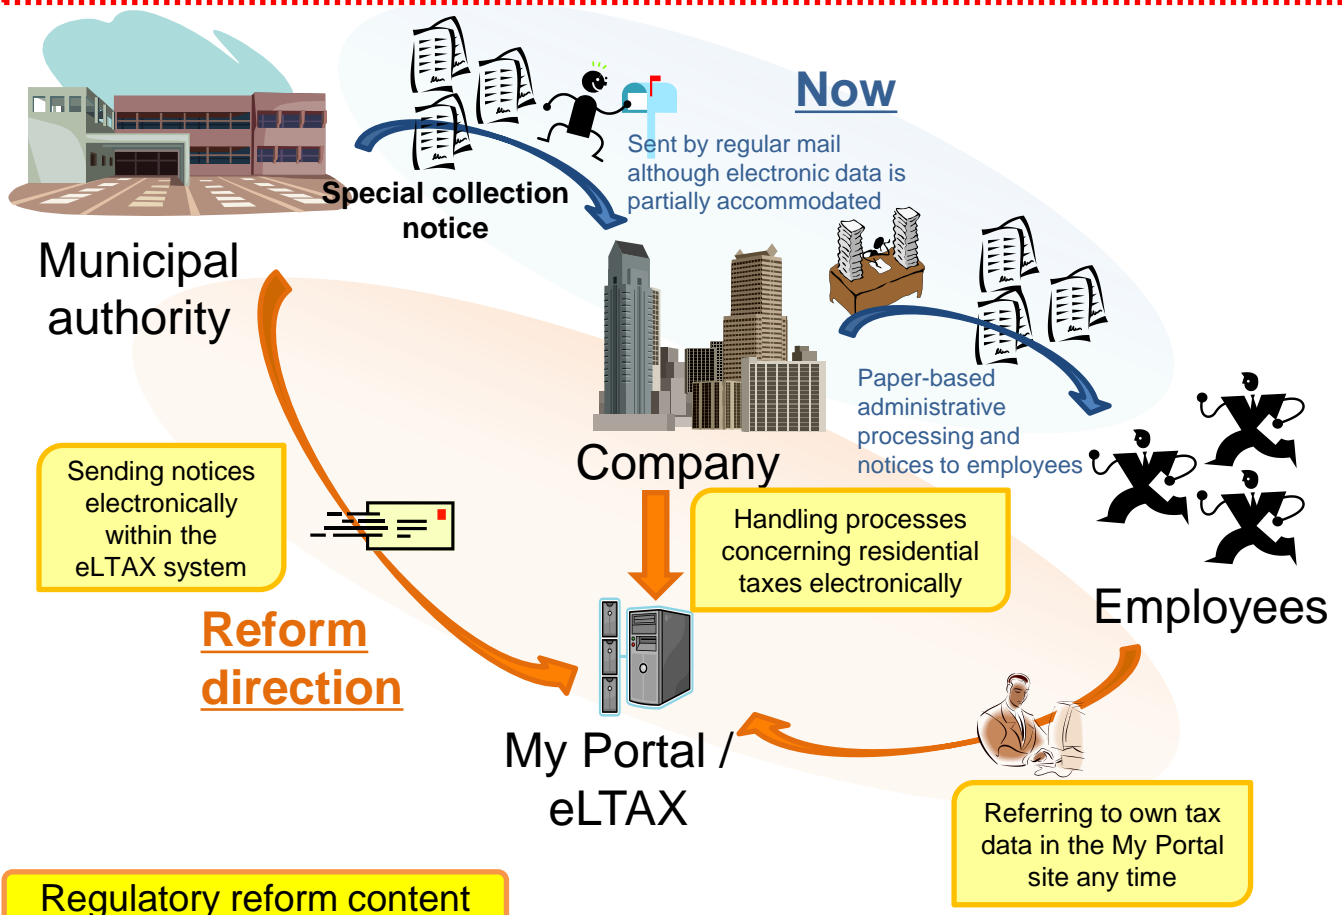 Now
Sent by regular mail
although electronic data is
partially accommodated
Special collection
notice
Municipal
authority
Paper-based
administrative
processing and
notices to employees
Company
Sending notices
electronically
within the
eLTAX system
Handling processes
concerning residential
taxes electronically
Employees
Reform
direction
My Portal /
eLTAX
Referring to own tax
data in the My Portal
site any time
Regulatory reform content